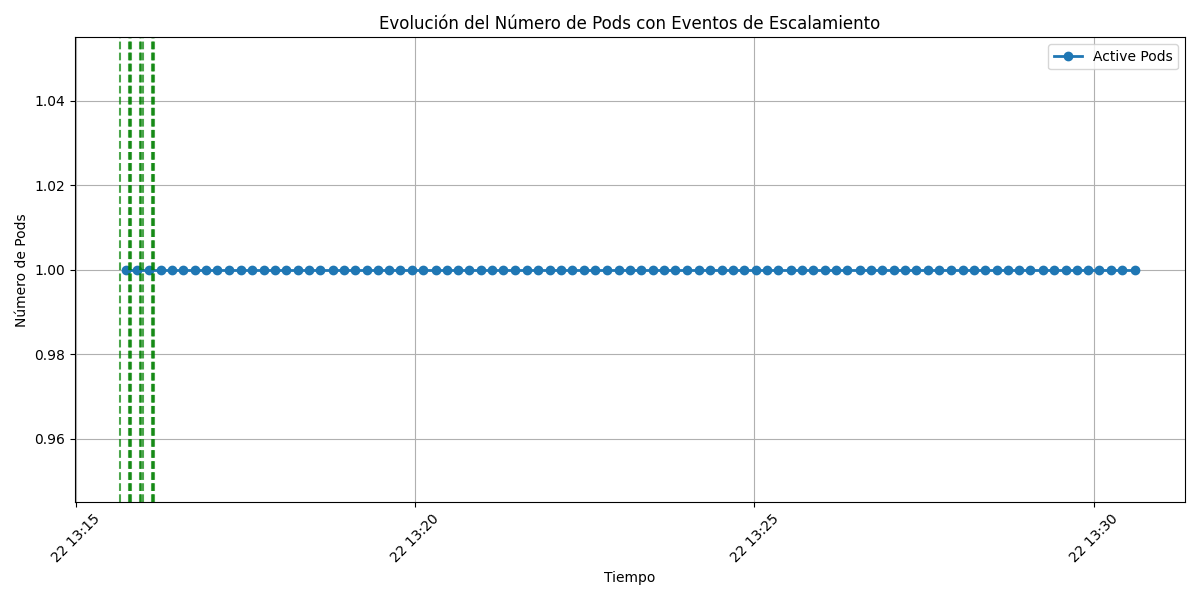 Evolución del Número de Pods con Eventos de Escalamiento
Active Pods
1.04
1.02
1.00
0.98
0.96
Número de Pods
22 13:15
22 13:20
22 13:25
22 13:30
Tiempo